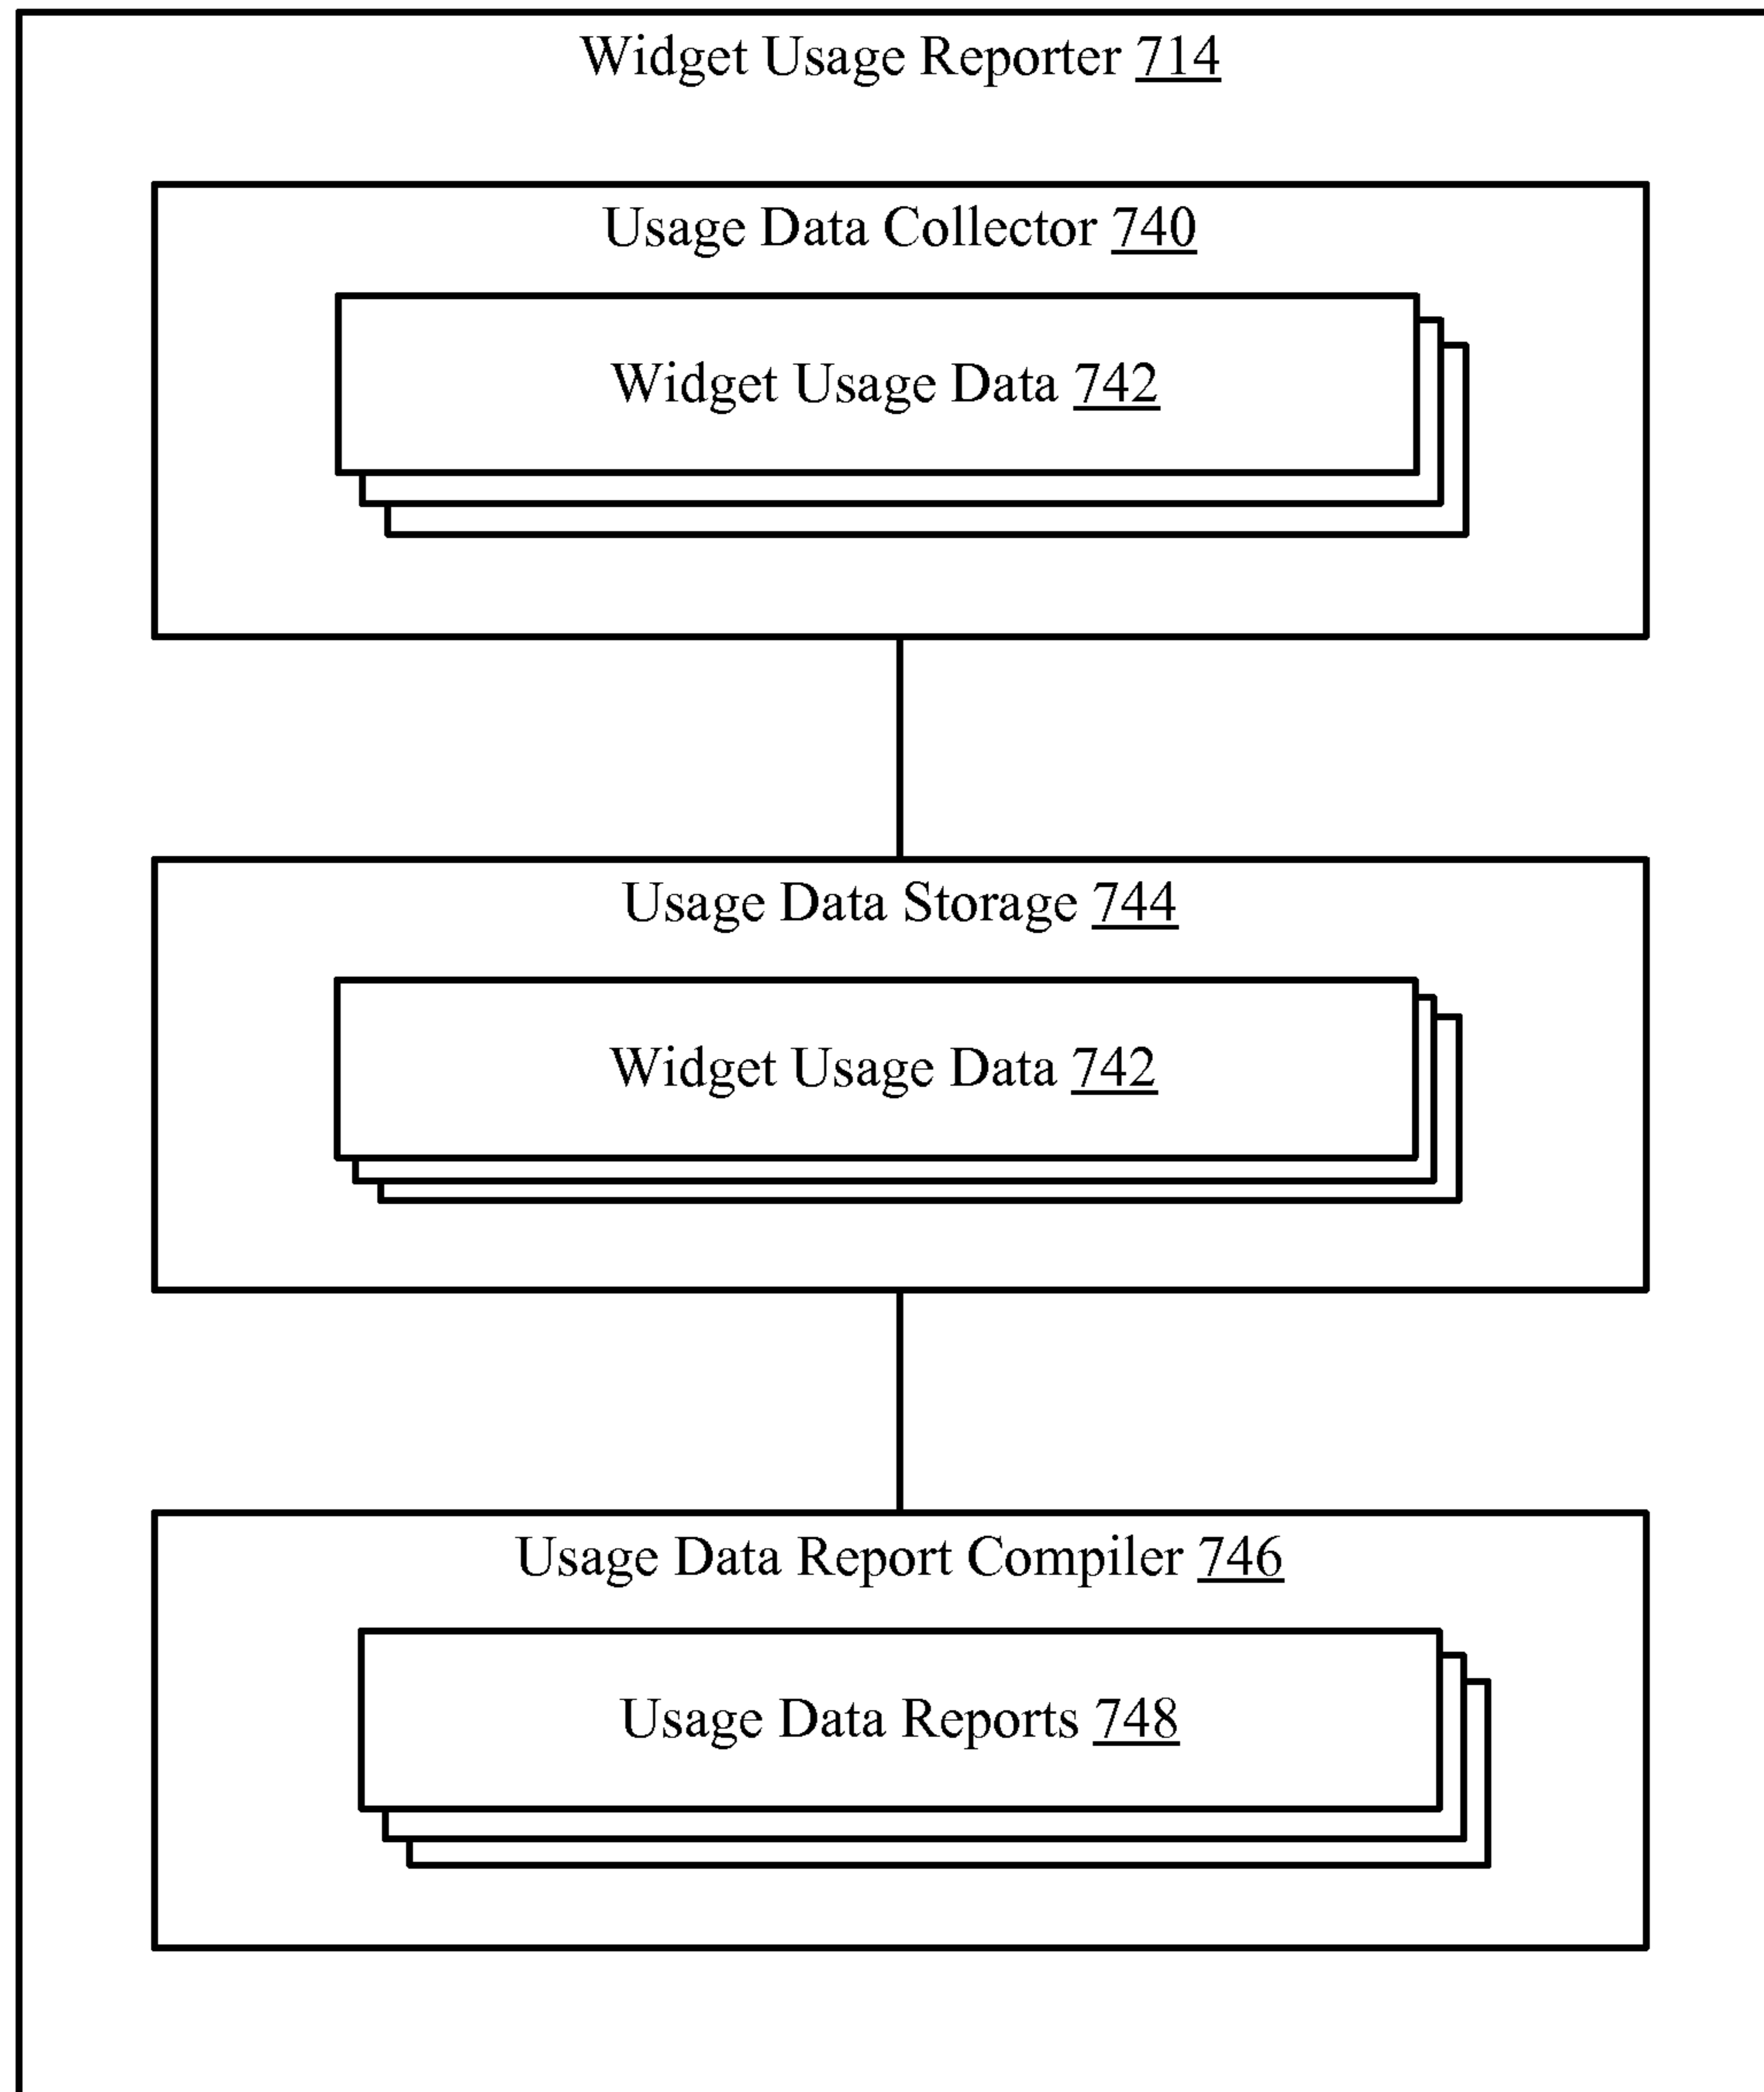 Widget Usage Reporter 714
Usage Data Collector 740
Widget Usage Data 742
Usage Data Storage 744
Widget Usage Data 742
Usage Data Report Compiler 746
Usage Data Reports 748